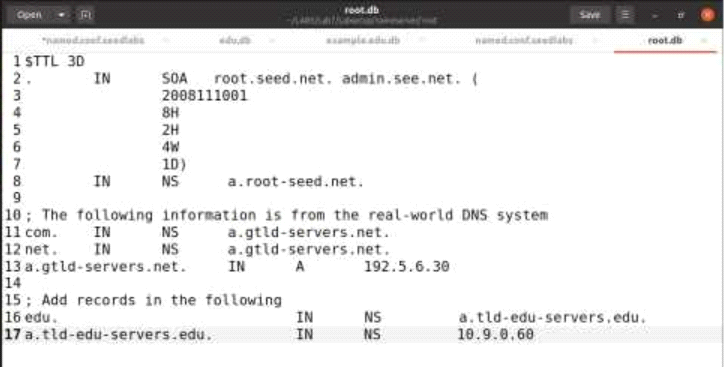 Open
root.db
Save
*named.conf.seedlabs
edu.db
example.edu.db
named.conf.seedlabs
root.db
1 $TTL 3D
2 . IN SOA root.seed.net. admin.see.net. (
3 2008111001
4 8H
5 2H
6 4W
7 1D)
8 IN NS a.root-seed.net.
9
10 ; The following information is from the real-world DNS system
11 com. IN NS a.gtld-servers.net.
12 net. IN NS a.gtld-servers.net.
13 a.gtld-servers.net. IN A 192.5.6.30
14
15 ; Add records in the following
16 edu. IN NS a.tld-edu-servers.edu.
17 a.tld-edu-servers.edu. IN NS 10.9.0.60